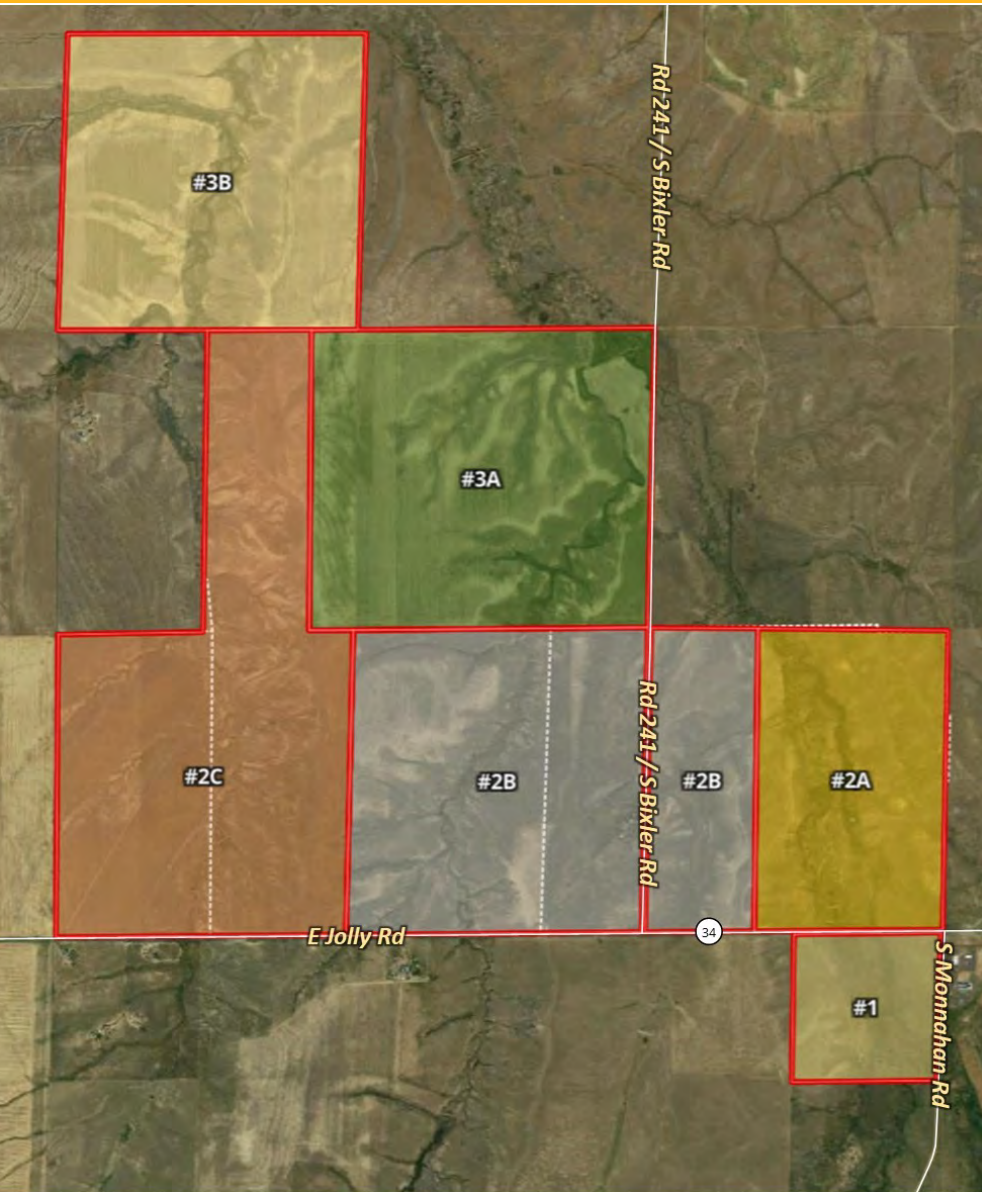 Rd 241 / S Bixler Rd
#3B
#3A
#2C
#2B
Rd 241 / S Bixler Rd
#2B
#2A
E Jolly Rd
34
#1
S Monnahan Rd